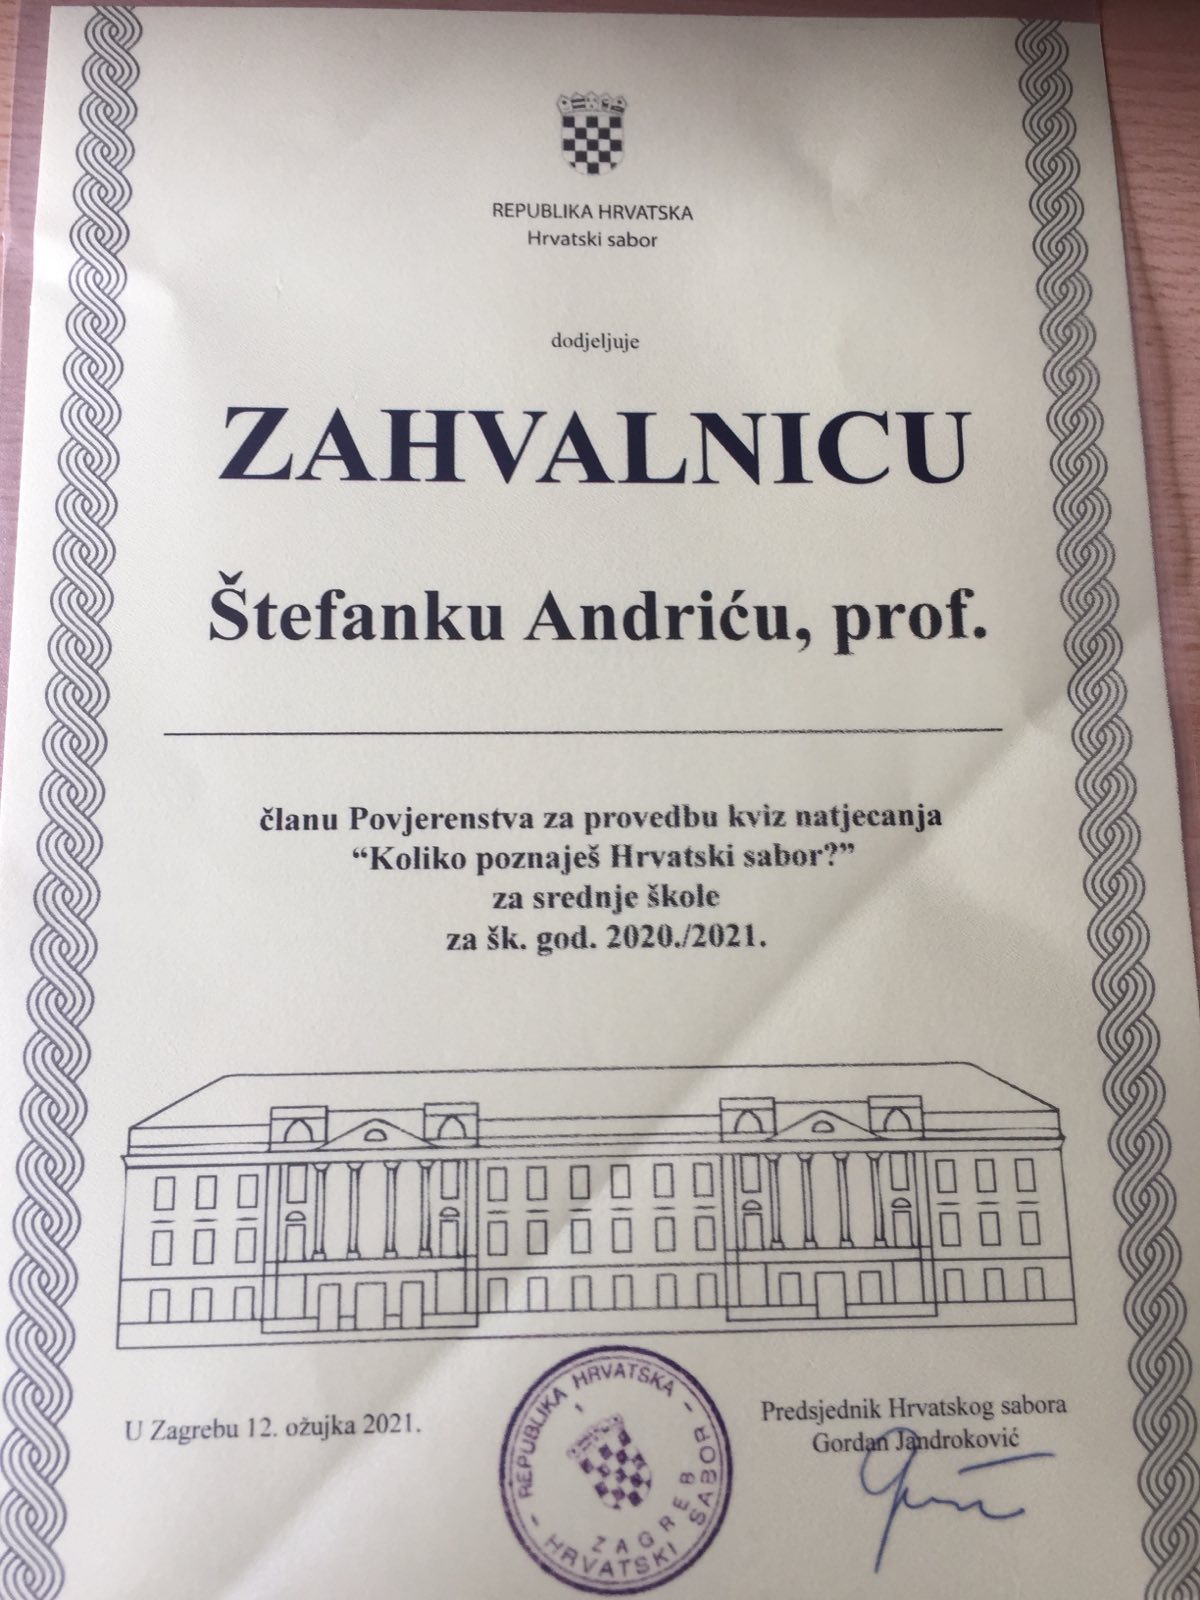 REPUBLIKA HRVATSKA
Hrvatski sabor
dodjeljuje
ZAHVALNICU
Štefanku Andriću, prof.
članu Povjerenstva za provedbu kviz natjecanja
“Koliko poznaješ Hrvatski sabor?”
za srednje škole
za šk. god. 2020./2021.
U Zagrebu 12. ožujka 2021.
Predsjednik Hrvatskog sabora
Gordan Jandroković
- REPUBLIKA HRVATSKA -
HRVATSKI SABOR
ZAGREB